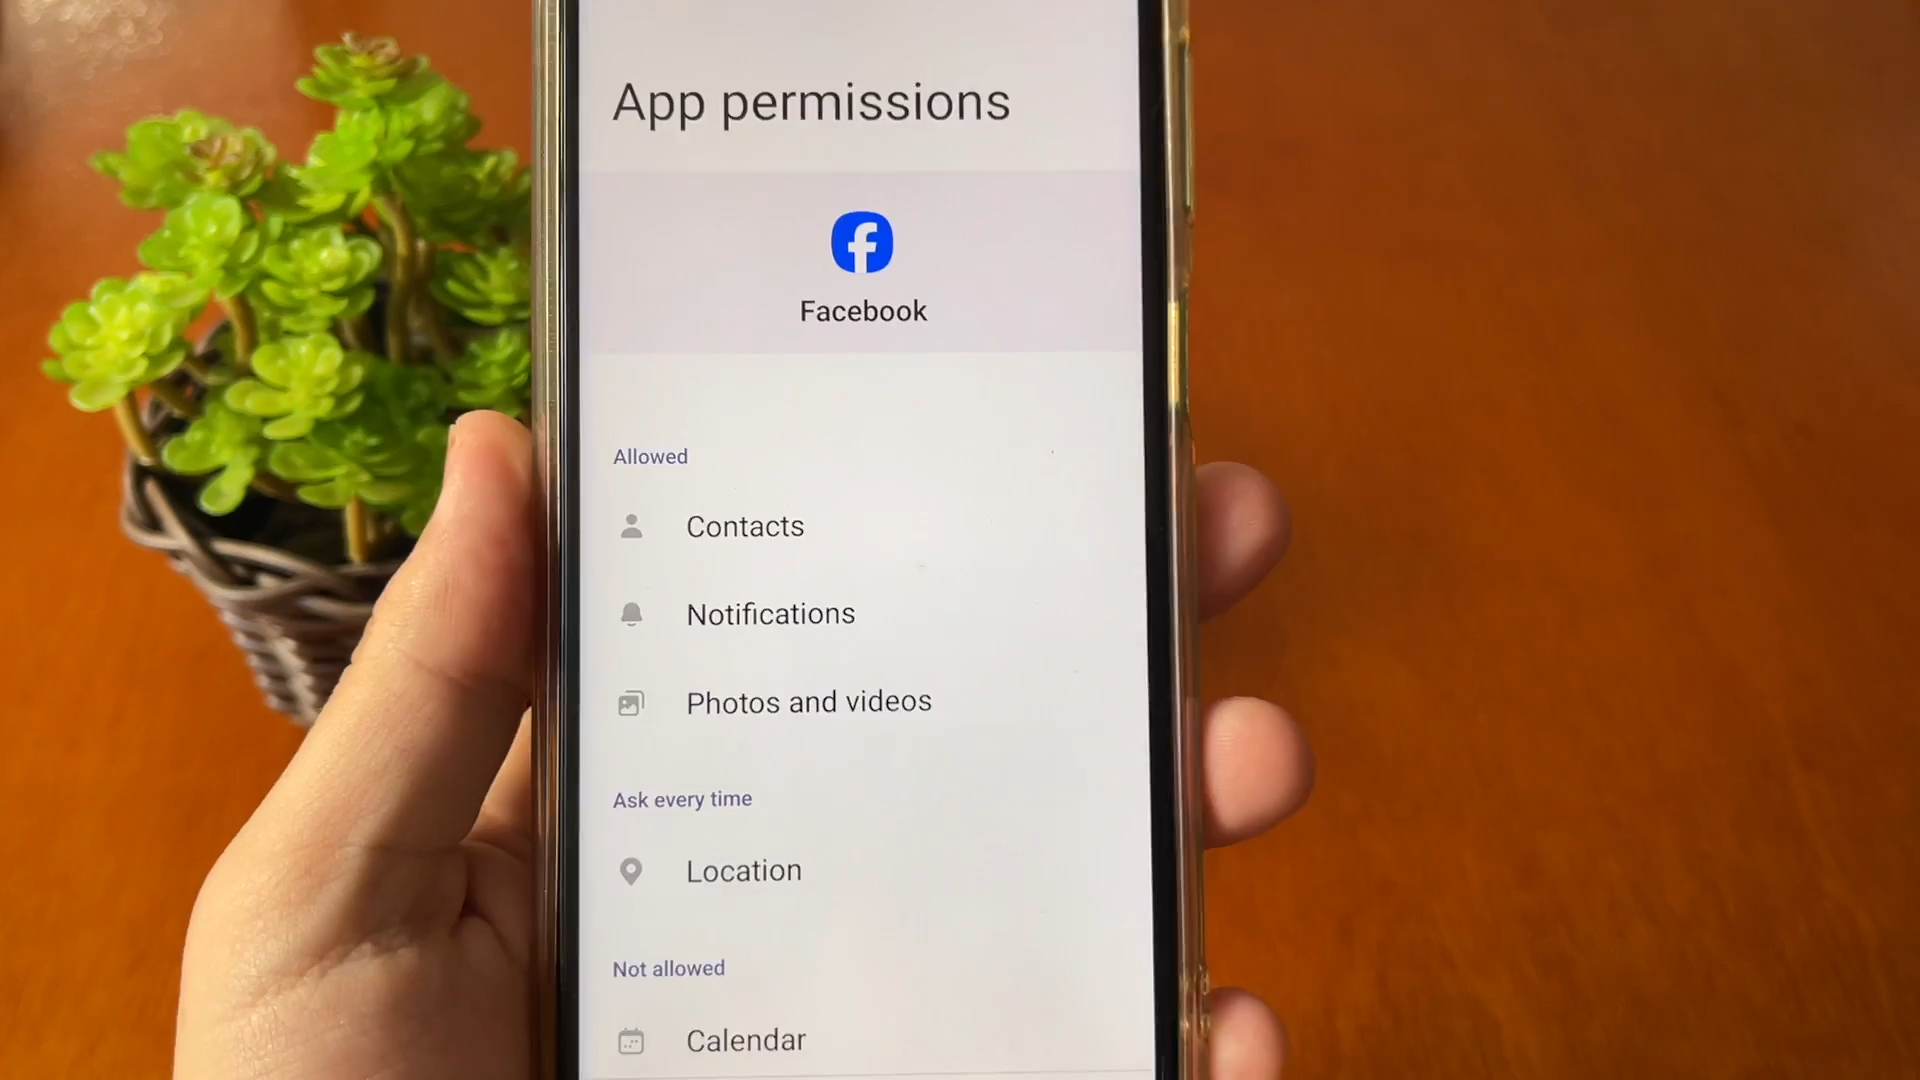 App permissions
Facebook
Allowed
Contacts
Notifications
Photos and videos
Ask every time
Location
Not allowed
Calendar